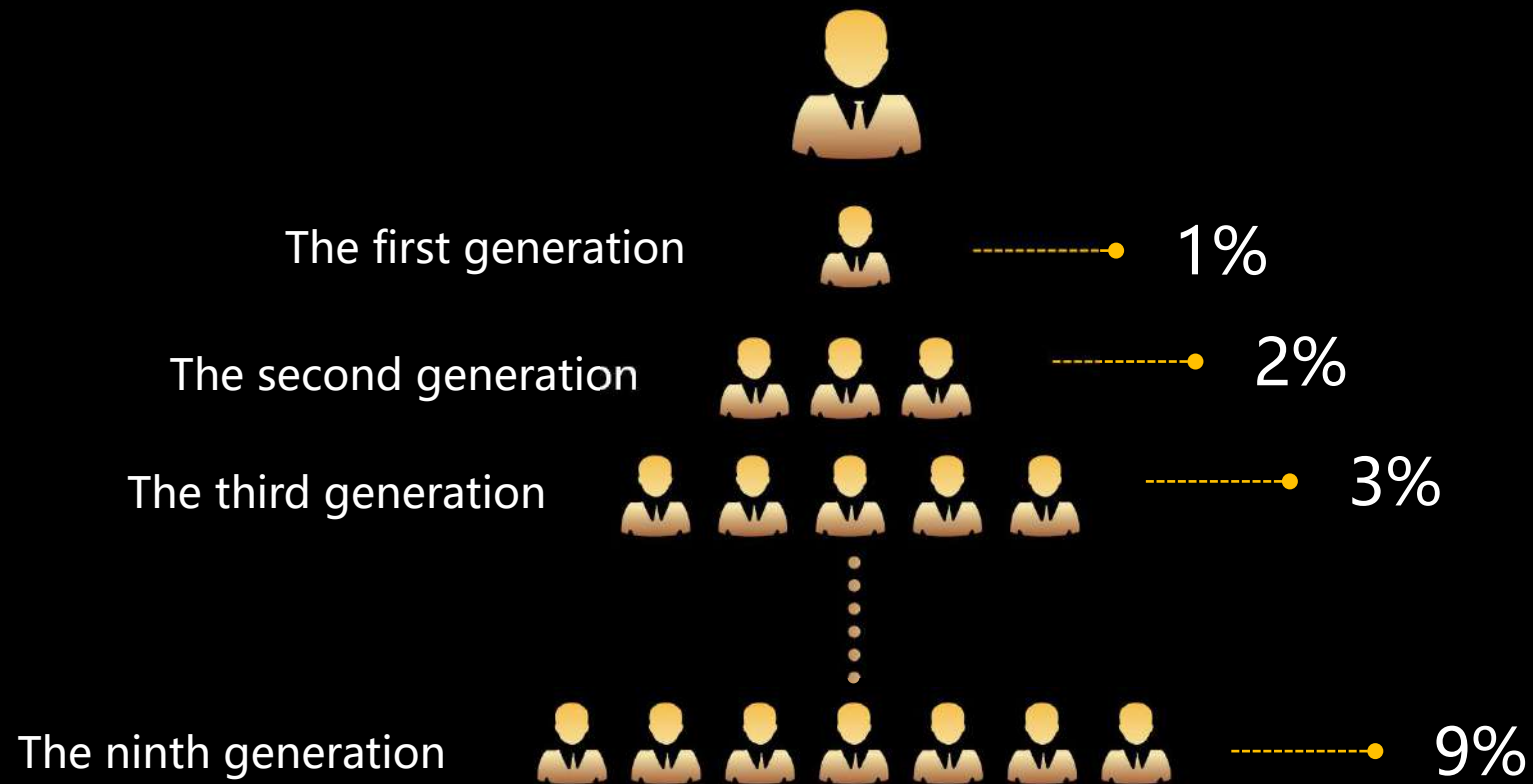 The first generation
1%
The second generation
2%
The third generation
3%
The ninth generation
9%